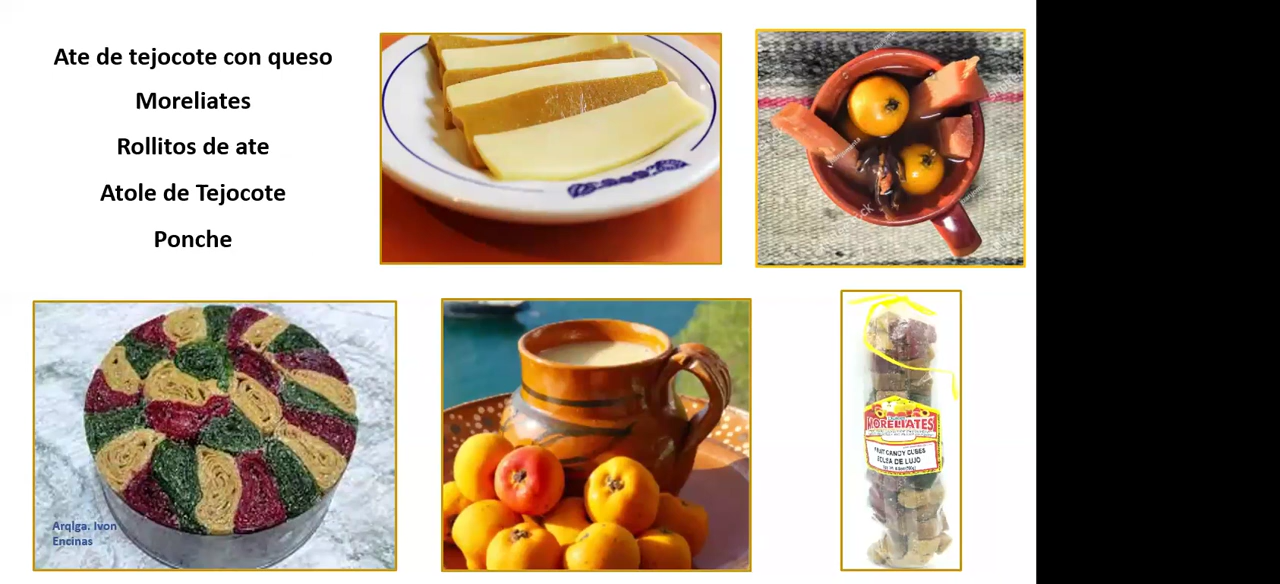 Ate de tejocote con queso
Moreliates
Rollitos de ate
Atole de Tejocote
Ponche
Arqlga. Ivon
Encinas
MORELIATES
FRUIT CANDY CUBES
BOLSA DE LUJO